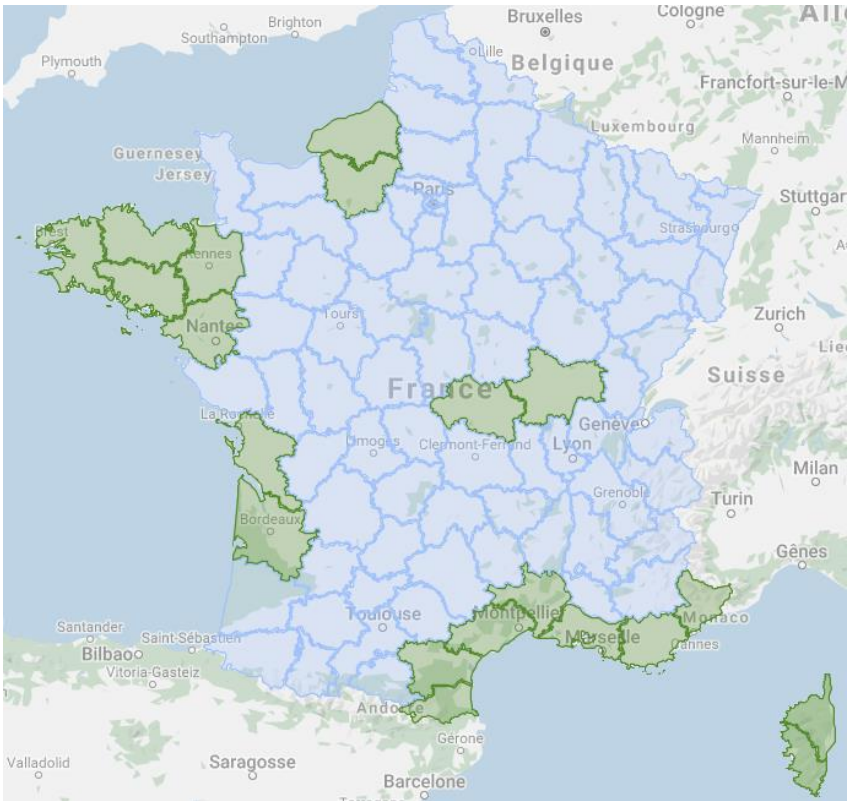 Brighton
Bruxelles
Cologne
Southampton
Plymouth
Lille
Belgique
Francfort-sur-le-M
Luxembourg
Mannheim
Guernesey
Jersey
Paris
Stuttgar
Brest
Strasbourg
Rennes
Tours
Nantes
Zurich
Lie
France
Suisse
La Rochelle
Genève
Limoges
Clermont-Ferrand
Lyon
Milan
Grenoble
Turin
Bordeaux
Gênes
Toulouse
Montpellier
Marseille
Monaco
Cannes
Santander
Saint-Sébastien
Bilbao
Vitoria-Gasteiz
Andorre
Gérone
Valladolid
Saragosse
Barcelone